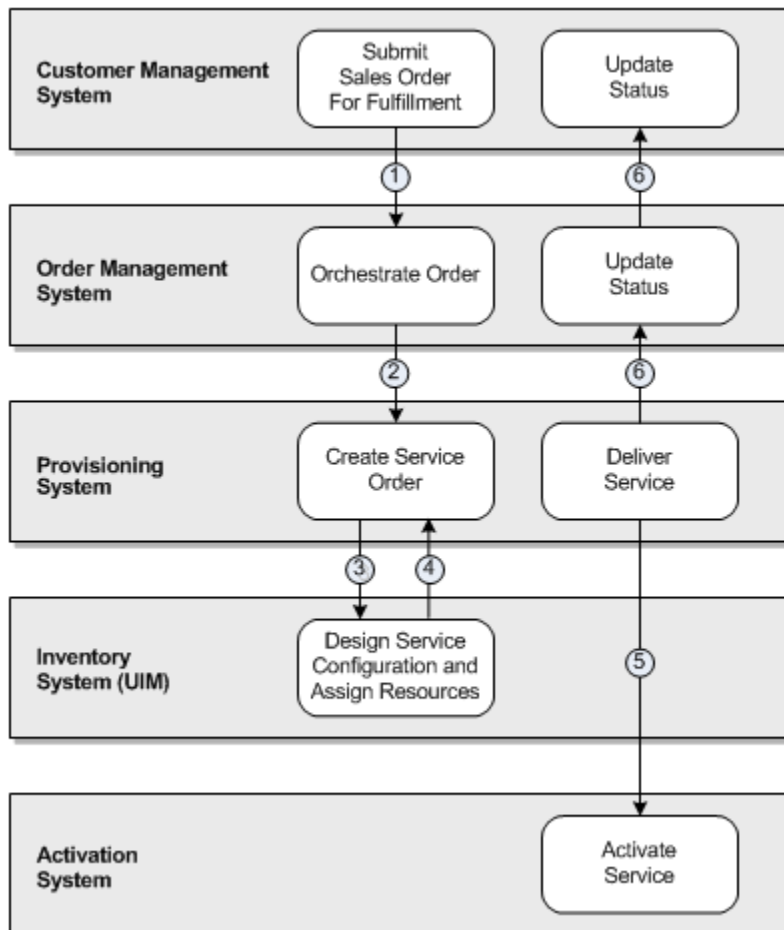 Customer Management
System
Submit
Sales Order
For Fulfillment
Update
Status
1
6
Order Management
System
Orchestrate Order
Update
Status
2
6
Provisioning
System
Create Service
Order
Deliver
Service
3
4
Inventory
System (UIM)
Design Service
Configuration and
Assign Resources
5
Activation
System
Activate
Service